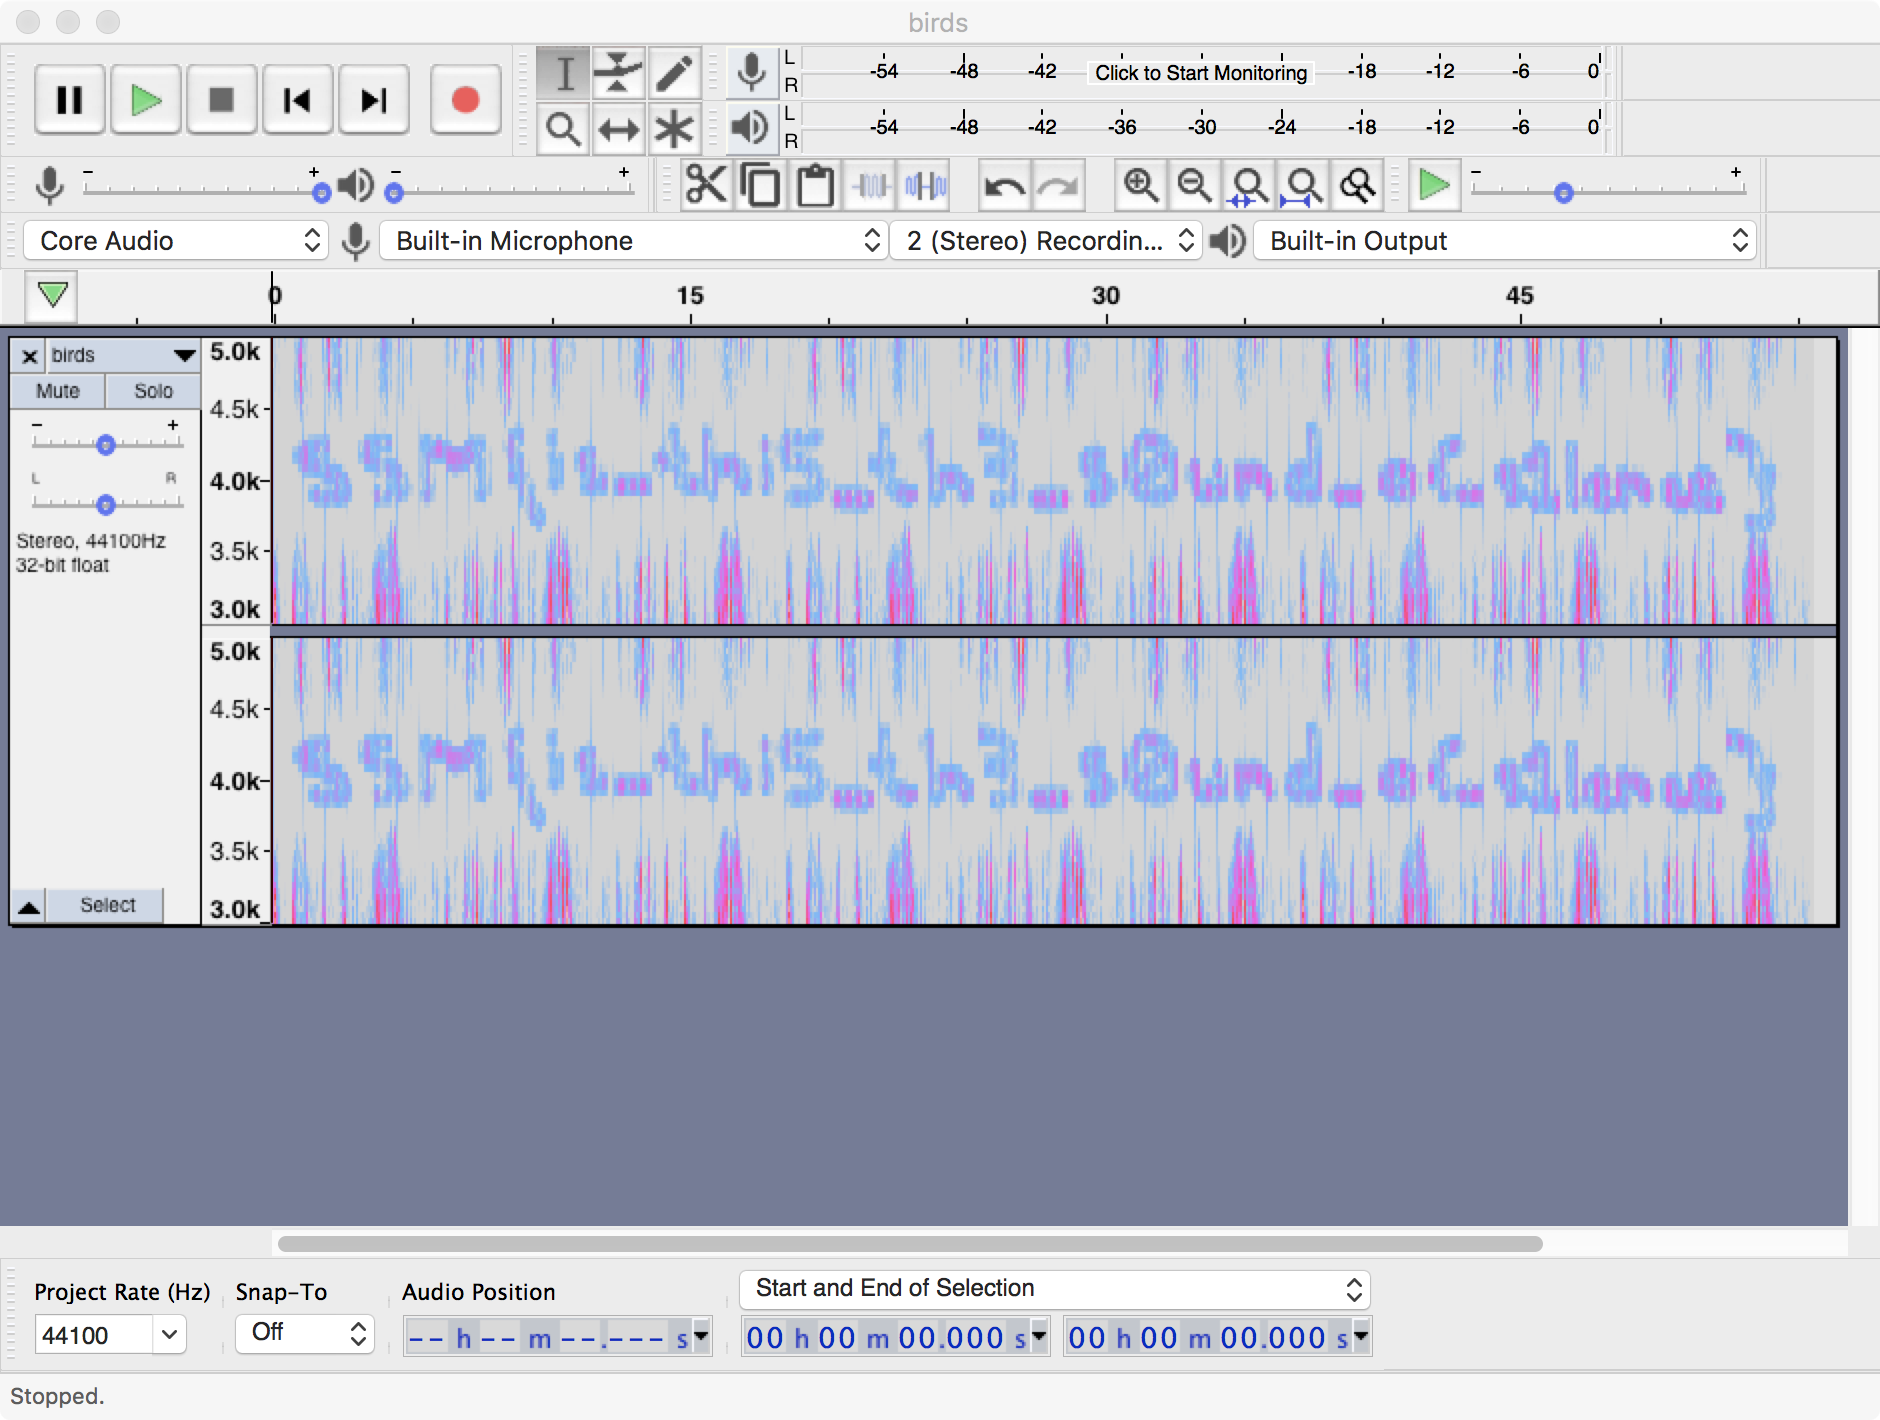 birds
L
R
-54 -48 -42 Click to Start Monitoring -18 -12 -6 0
L
R
-54 -48 -42 -36 -30 -24 -18 -12 -6 0
- + - + - +
Core Audio Built-in Microphone 2 (Stereo) Recordin... Built-in Output
0 15 30 45
birds
Mute Solo
- +
L R
Stereo, 44100Hz
32-bit float
Select
5.0k
4.5k
4.0k
3.5k
3.0k
5.0k
4.5k
4.0k
3.5k
3.0k
Project Rate (Hz) Snap-To Audio Position Start and End of Selection
44100 Off -- h -- m --.--- s 00 h 00 m 00.000 s 00 h 00 m 00.000 s
Stopped.